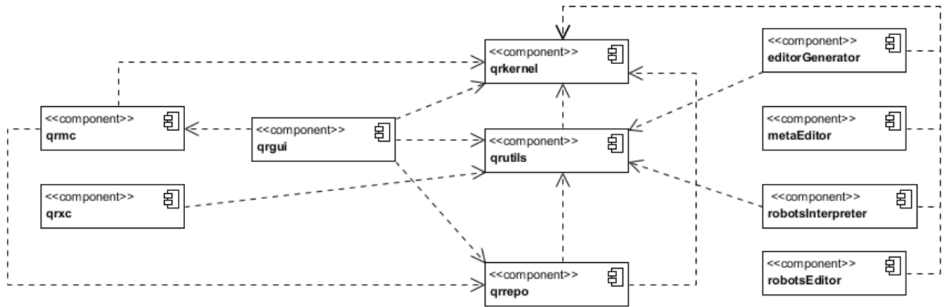 <<component>>
qrkernel
<<component>>
editorGenerator
<<component>>
qrmc
<<component>>
qrgui
<<component>>
qrutils
<<component>>
metaEditor
<<component>>
qrxc
<<component>>
robotsInterpreter
<<component>>
qrrepo
<<component>>
robotsEditor